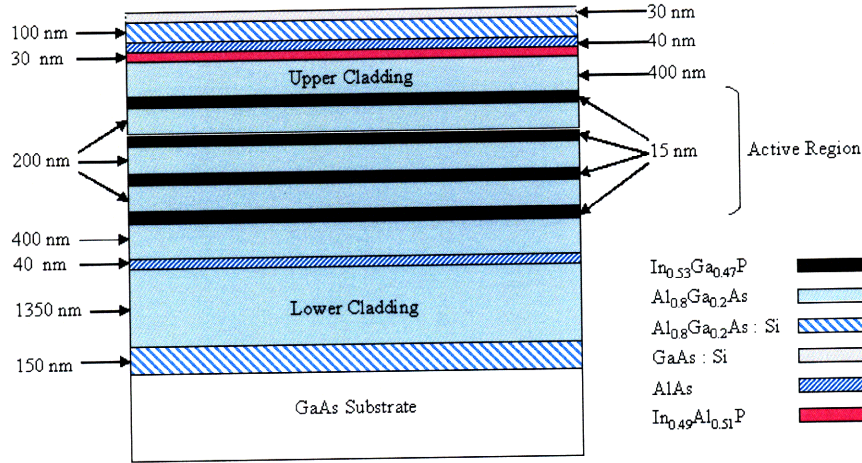 30 nm
100 nm
40 nm
30 nm
Upper Cladding
400 nm
200 nm
15 nm
Active Region
400 nm
40 nm
In0.53Ga0.47P
Al0.8Ga0.2As
1350 nm
Lower Cladding
Al0.8Ga0.2As : Si
GaAs : Si
150 nm
AlAs
GaAs Substrate
In0.49Al0.51P